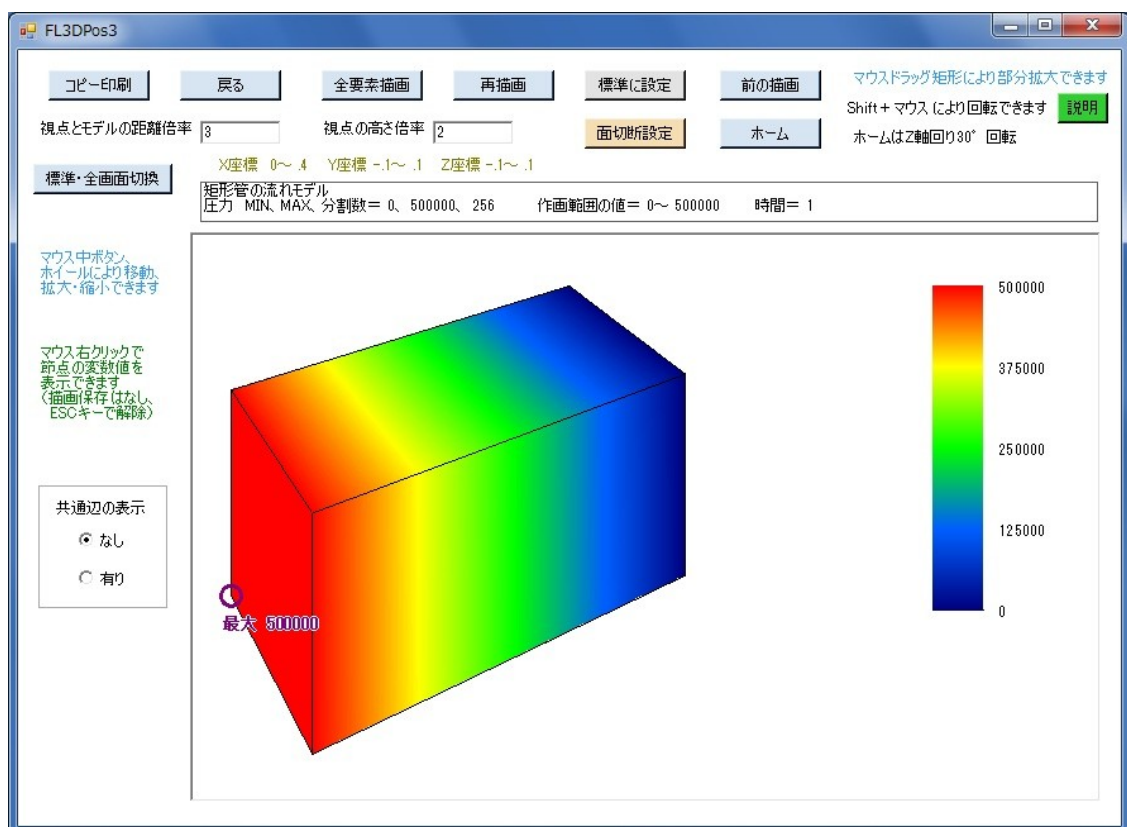 FL3DPos3
コピー印刷 戻る 全要素描画 再描画 標準に設定 前の描画 マウスドラッグ矩形により部分拡大できます
Shift+マウス により回転できます 説明
視点とモデルの距離倍率 3 視点の高さ倍率 2 面切断設定 ホーム ホームはZ軸回り30° 回転
X座標 0~ .4 Y座標 -.1~ .1 Z座標 -.1~ .1
標準・全画面切換
矩形管の流れモデル
圧力 MIN、MAX、分割数= 0、500000、256 作画範囲の値= 0~ 500000 時間= 1
マウス中ボタン、
ホイールにより移動、
拡大・縮小できます
マウス右クリックで
節点の変数値を
表示できます
(描画保存はなし、
ESCキーで解除)
共通辺の表示
なし
有り
最大 500000
500000
375000
250000
125000
0